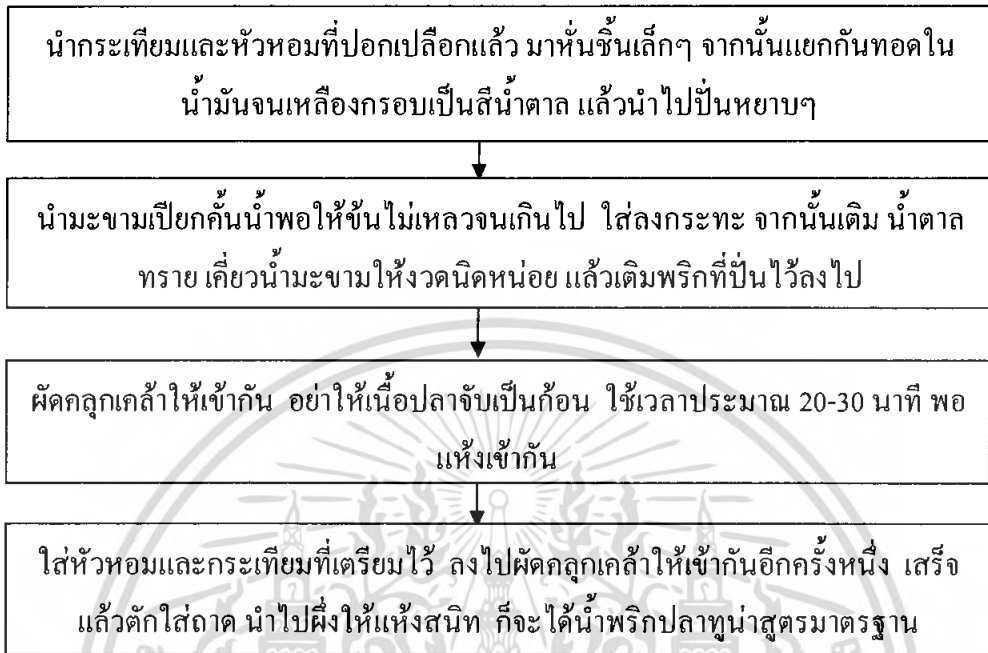 นำกระเทียมและหัวหอมที่ปอกเปลือกแล้ว มาหั่นชิ้นเล็กๆ จากนั้นแยกกันทอดใน
น้ำมันจนเหลืองกรอบเป็นสีน้ำตาล แล้วนำไปปั่นหยาบๆ
นำมะขามเปียกคั้นน้ำพอให้ข้นไม่เหลวจนเกินไป ใส่ลงกระทะ จากนั้นเติม น้ำตาล
ทราย เคี่ยวน้ำมะขามให้งวดนิดหน่อย แล้วเติมพริกที่ปั่นไว้ลงไป
ผัดคลุกเคล้าให้เข้ากัน อย่าให้เนื้อปลาจับเป็นก้อน ใช้เวลาประมาณ 20-30 นาที พอ
แห้งเข้ากัน
ใส่หัวหอมและกระเทียมที่เตรียมไว้ ลงไปผัดคลุกเคล้าให้เข้ากันอีกครั้งหนึ่ง เสร็จ
แล้วตักใส่ถาด นำไปผึ่งให้แห้งสนิท ก็จะได้น้ำพริกปลาทูน่าสูตรมาตรฐาน